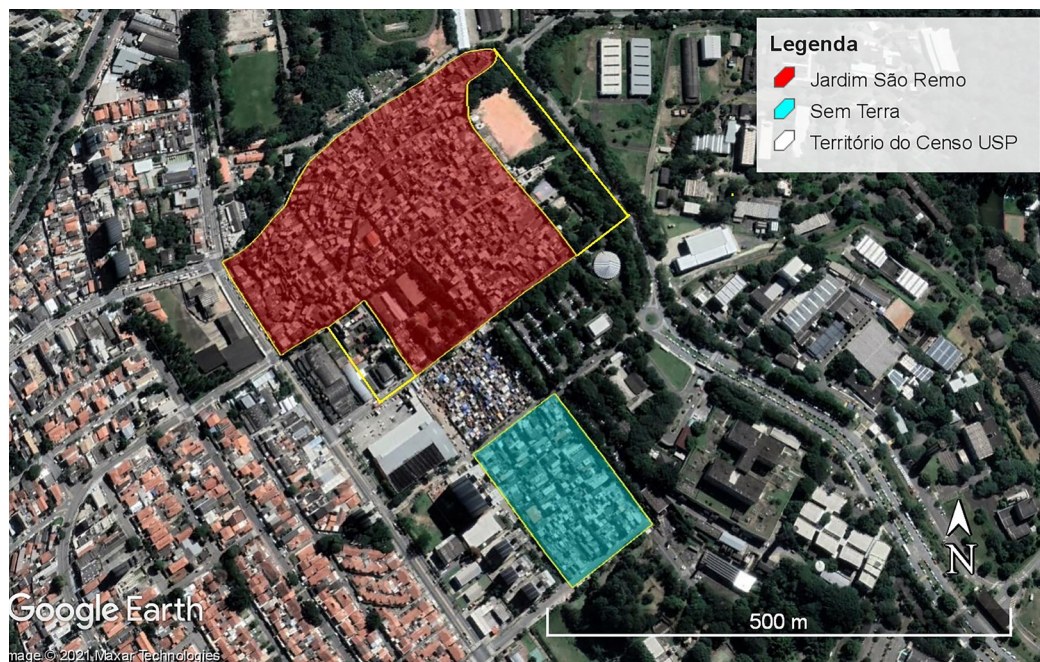 Legenda
Jardim São Remo
Sem Terra
Território do Censo USP
N
500 m
Google Earth
mage © 2021 Maxar Technologies